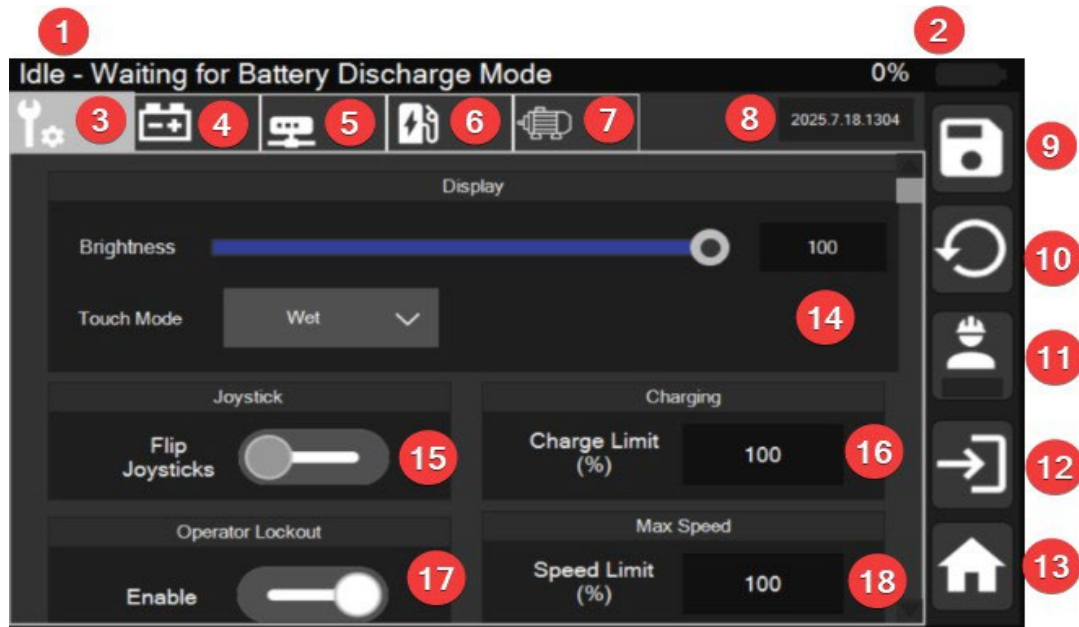 1
2
Idle - Waiting for Battery Discharge Mode 0%
3 4 5 6 7 8 2025.7.18.1304
9
Display
Brightness 100
10
Touch Mode Wet 14
11
Joystick Charging
Flip Joysticks 15 Charge Limit (%) 100 16
12
Operator Lockout Max Speed
Enable 17 Speed Limit (%) 100 18
13